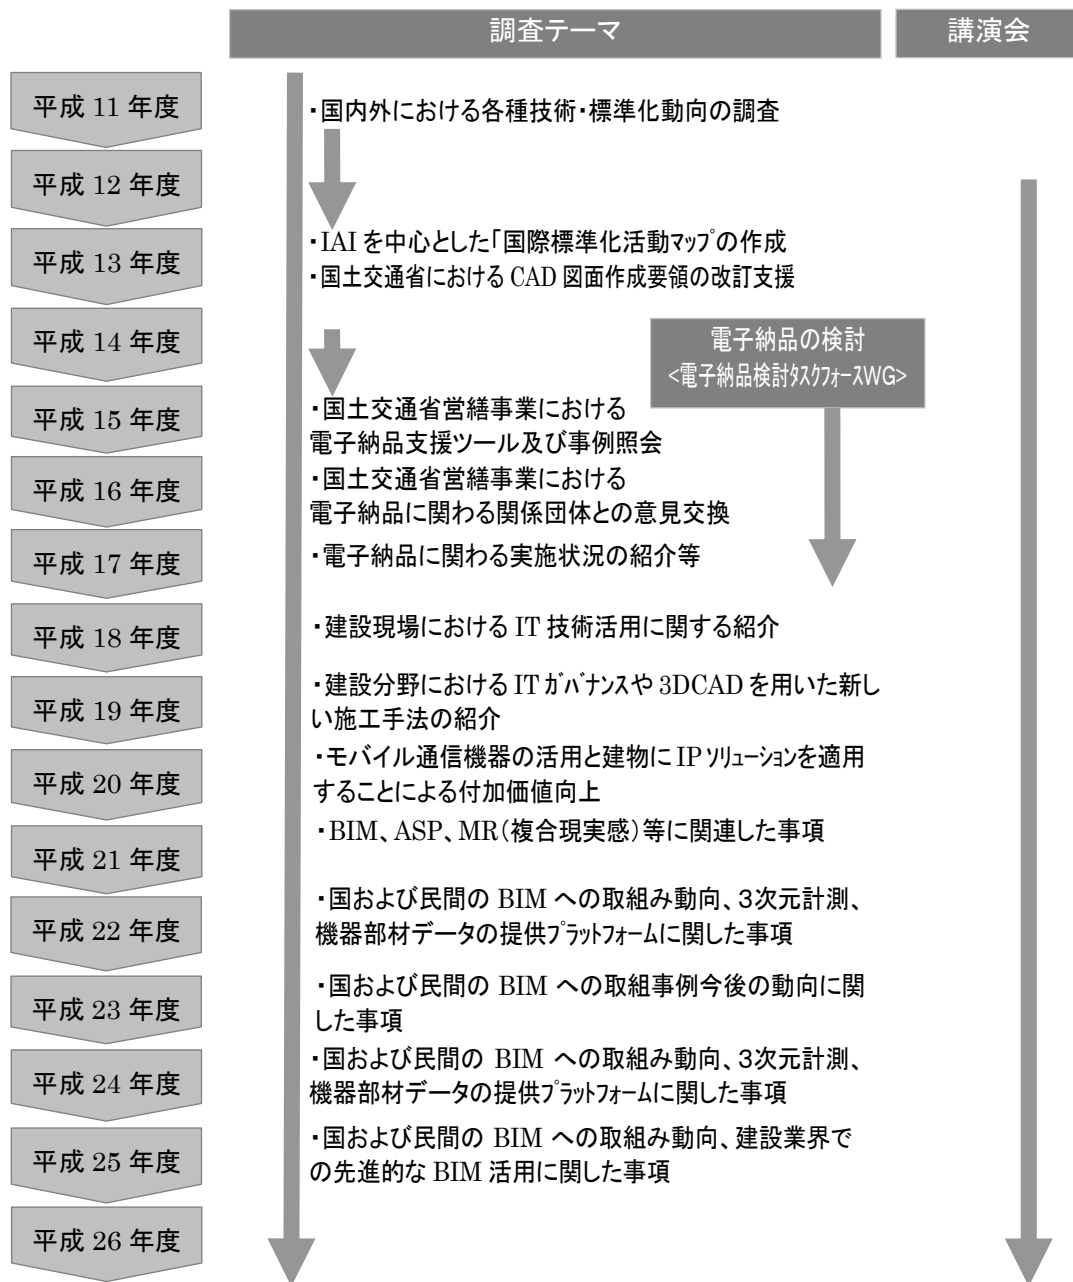 調査テーマ
講演会
平成 11 年度
・国内外における各種技術・標準化動向の調査
平成 12 年度
平成 13 年度
・IAI を中心とした「国際標準化活動ﾏｯﾌﾟの作成
・国土交通省における CAD 図面作成要領の改訂支援
平成 14 年度
電子納品の検討
<電子納品検討ﾀｽｸﾌｫｰｽWG>
平成 15 年度
・国土交通省営繕事業における
電子納品支援ツール及び事例照会
平成 16 年度
・国土交通省営繕事業における
電子納品に関わる関係団体との意見交換
平成 17 年度
・電子納品に関わる実施状況の紹介等
平成 18 年度
・建設現場における IT 技術活用に関する紹介
平成 19 年度
・建設分野における IT ｶﾞﾊﾞﾅﾝｽや 3DCAD を用いた新し
い施工手法の紹介
平成 20 年度
・モバイル通信機器の活用と建物に IP ｿﾘｭｰｼｮﾝを適用
することによる付加価値向上
平成 21 年度
・BIM、ASP、MR（複合現実感）等に関連した事項
平成 22 年度
・国および民間の BIM への取組み動向、３次元計測、
機器部材データの提供ﾌﾟﾗｯﾄﾌｫｰﾑに関した事項
平成 23 年度
・国および民間の BIM への取組事例今後の動向に関
した事項
平成 24 年度
・国および民間の BIM への取組み動向、３次元計測、
機器部材データの提供ﾌﾟﾗｯﾄﾌｫｰﾑに関した事項
平成 25 年度
・国および民間の BIM への取組み動向、建設業界で
の先進的な BIM 活用に関した事項
平成 26 年度